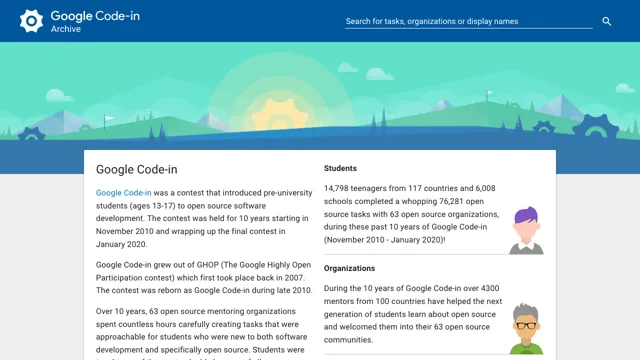 Google Code-in
Archive
Search for tasks, organizations or display names
Google Code-in
Google Code-in was a contest that introduced pre-university
students (ages 13-17) to open source software
development. The contest was held for 10 years starting in
November 2010 and wrapping up the final contest in
January 2020.
Google Code-in grew out of GHOP (The Google Highly Open
Participation contest) which first took place back in 2007.
The contest was reborn as Google Code-in during late 2010.
Over 10 years, 63 open source mentoring organizations
spent countless hours carefully creating tasks that were
approachable for students who were new to both software
development and specifically open source. Students were
Students
14,798 teenagers from 117 countries and 6,008
schools completed a whopping 76,281 open
source tasks with 63 open source organizations,
during these past 10 years of Google Code-in
(November 2010 - January 2020)!
Organizations
During the 10 years of Google Code-in over 4300
mentors from 100 countries have helped the next
generation of students learn about open source
and welcomed them into their 63 open source
communities.